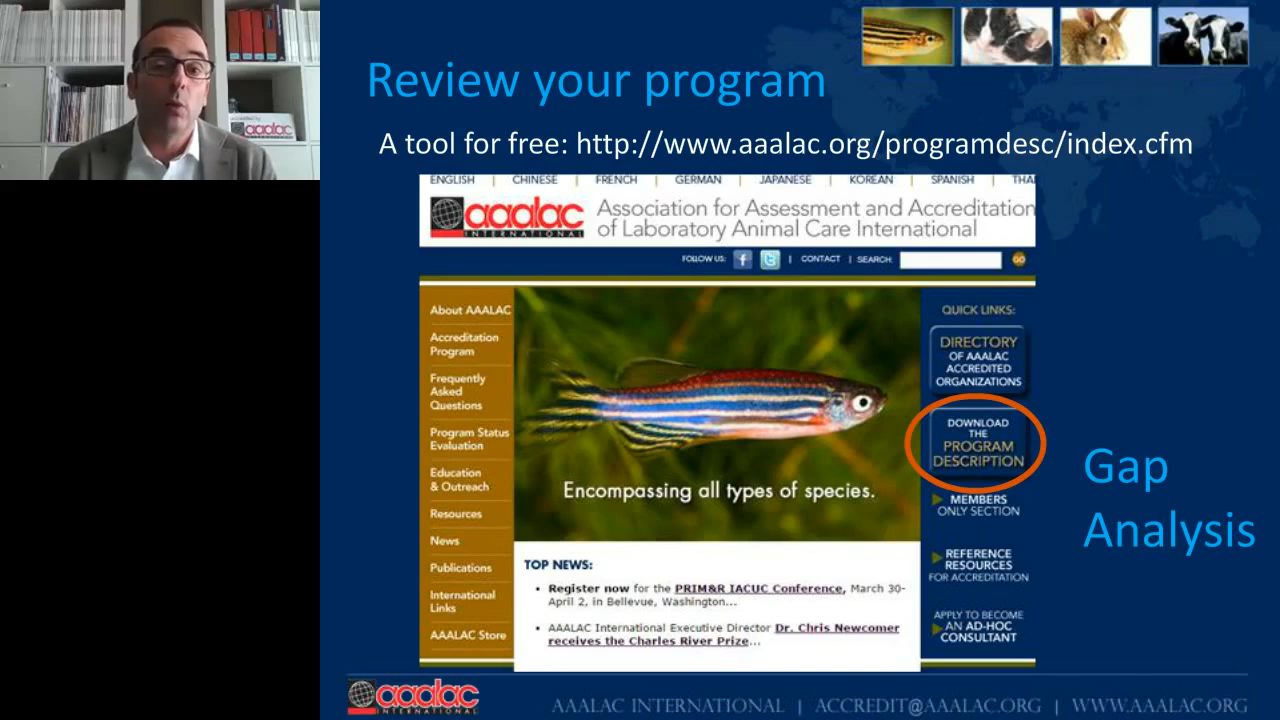 Review your program
A tool for free: http://www.aaalac.org/programdesc/index.cfm
aaalac
ENGLISH | CHINESE | FRENCH | GERMAN | JAPANESE | KOREAN | SPANISH | THAI
aaalac
INTERNATIONAL
Association for Assessment and Accreditation
of Laboratory Animal Care International
FOLLOW US: | CONTACT | SEARCH: GO
About AAALAC
Accreditation
Program
Frequently
Asked
Questions
Program Status
Evaluation
Education
& Outreach
Resources
News
Publications
International
Links
AAALAC Store
Encompassing all types of species.
TOP NEWS:
• Register now for the PRIM&R IACUC Conference, March 30-
April 2, in Bellevue, Washington...
• AAALAC International Executive Director Dr. Chris Newcomer
receives the Charles River Prize...
QUICK LINKS:
DIRECTORY
OF AAALAC
ACCREDITED
ORGANIZATIONS
DOWNLOAD
THE
PROGRAM
DESCRIPTION
MEMBERS
ONLY SECTION
REFERENCE
RESOURCES
FOR ACCREDITATION
APPLY TO BECOME
AN AD-HOC
CONSULTANT
Gap
Analysis
aaalac
INTERNATIONAL
AAALAC INTERNATIONAL | ACCREDIT@AAALAC.ORG | WWW.AAALAC.ORG